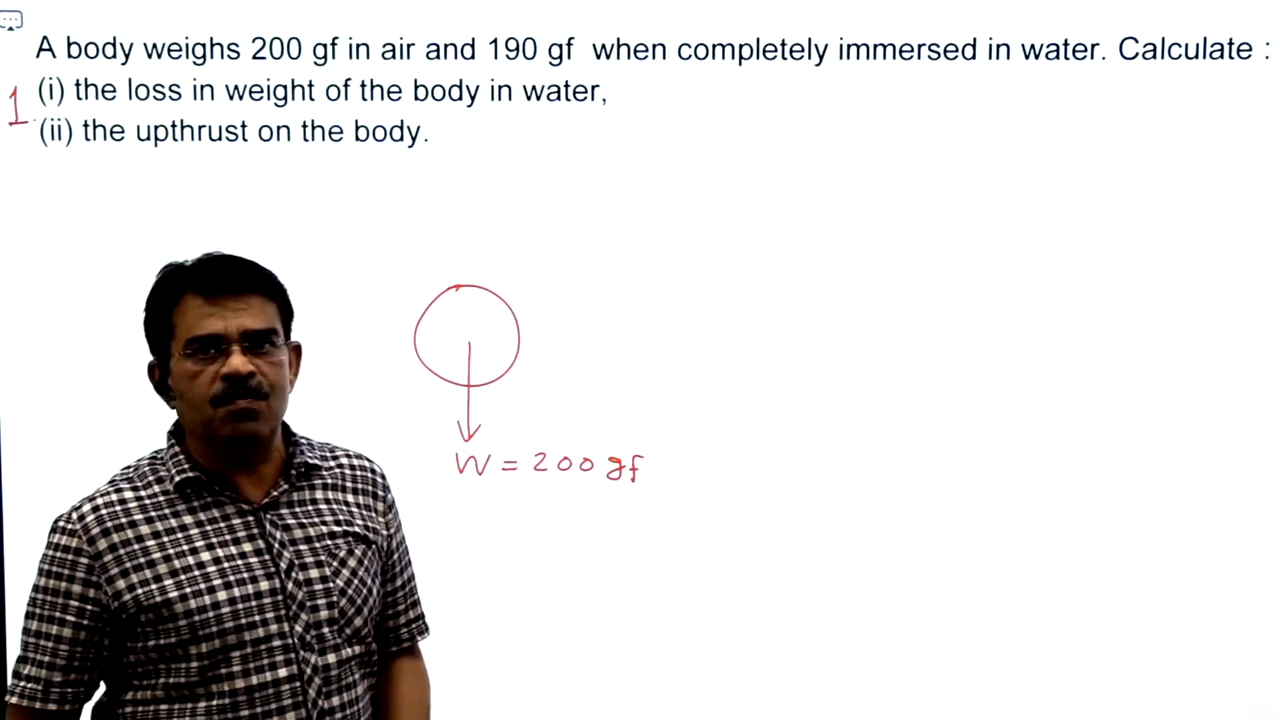 A body weighs 200 gf in air and 190 gf when completely immersed in water. Calculate :
1 (i) the loss in weight of the body in water,
(ii) the upthrust on the body.
W = 200 gf